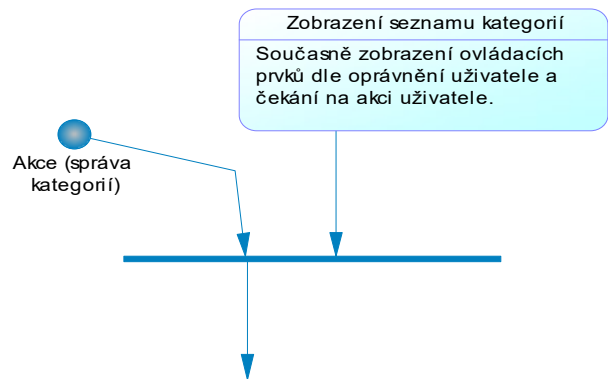 Zobrazení seznamu kategorií
Současně zobrazení ovládacích
prvků dle oprávnění uživatele a
čekání na akci uživatele.
Akce (správa
kategorií)